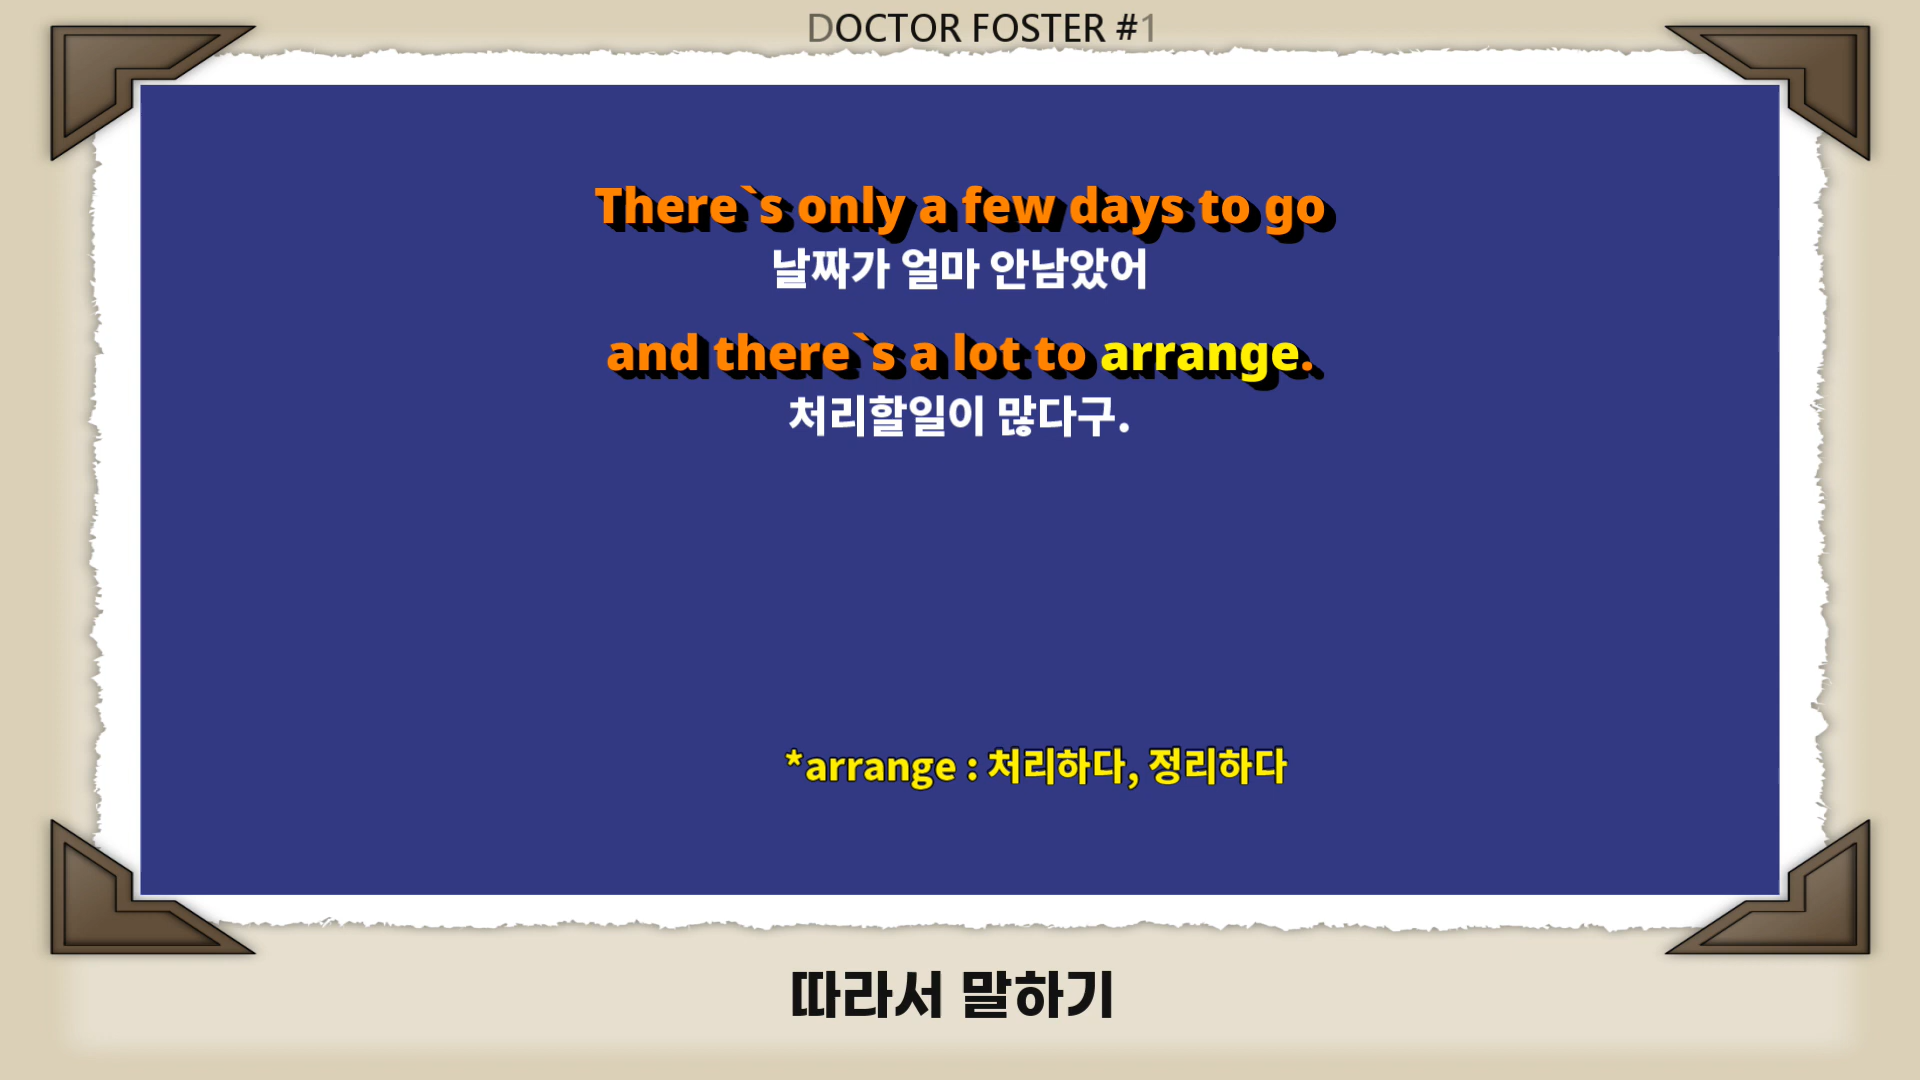 DOCTOR FOSTER #1
There`s only a few days to go
날짜가 얼마 안남았어
and there`s a lot to arrange.
처리할일이 많다구.
*arrange : 처리하다, 정리하다
따라서 말하기